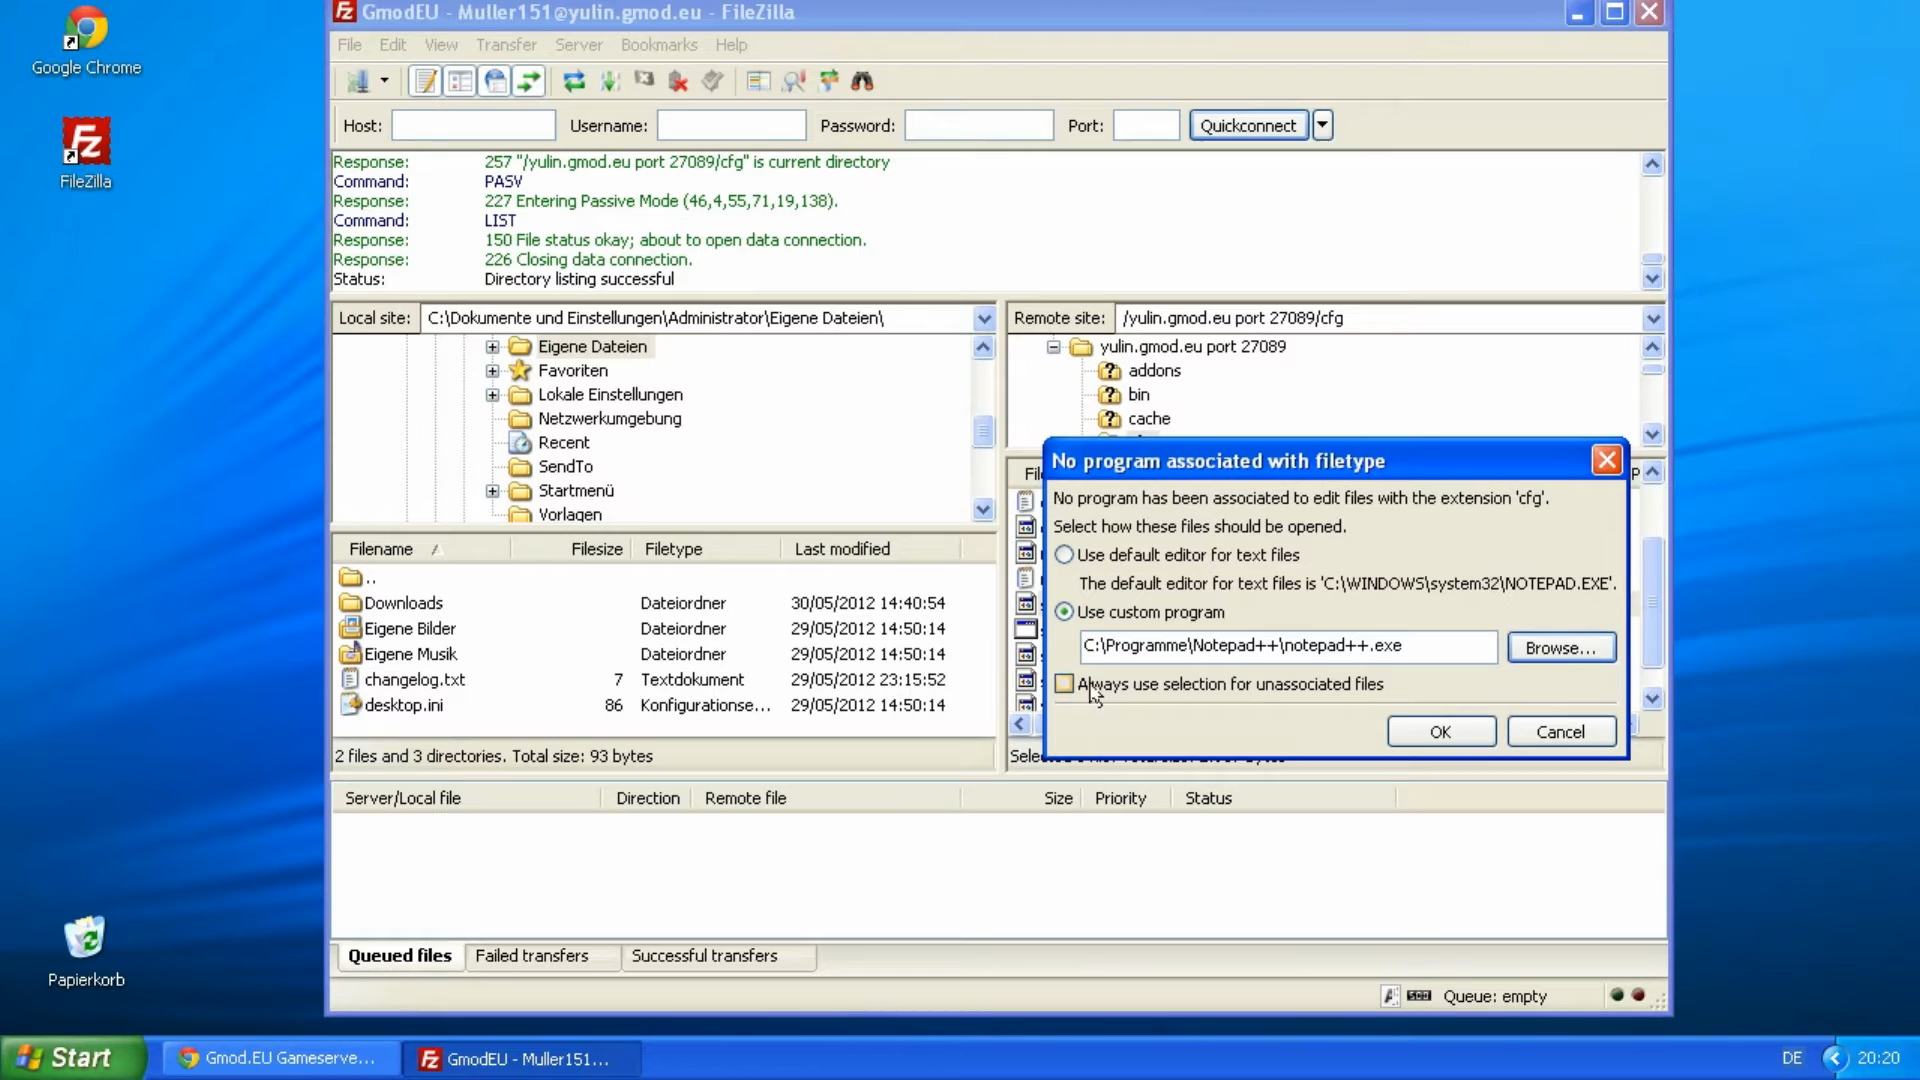 Google Chrome
FileZilla
Papierkorb
GmodEU - Muller151@yulin.gmod.eu - FileZilla
File Edit View Transfer Server Bookmarks Help
Host: Username: Password: Port: Quickconnect
Response: 257 "/yulin.gmod.eu port 27089/cfg" is current directory
Command: PASV
Response: 227 Entering Passive Mode (46,4,55,71,19,138).
Command: LIST
Response: 150 File status okay; about to open data connection.
Response: 226 Closing data connection.
Status: Directory listing successful
Local site: C:\Dokumente und Einstellungen\Administrator\Eigene Dateien\
Eigene Dateien
Favoriten
Lokale Einstellungen
Netzwerkumgebung
Recent
SendTo
Startmenü
Vorlagen
Filename Filesize Filetype Last modified
..
Downloads Dateiordner 30/05/2012 14:40:54
Eigene Bilder Dateiordner 29/05/2012 14:50:14
Eigene Musik Dateiordner 29/05/2012 14:50:14
changelog.txt 7 Textdokument 29/05/2012 23:15:52
desktop.ini 86 Konfigurationse... 29/05/2012 14:50:14
2 files and 3 directories. Total size: 93 bytes
Remote site: /yulin.gmod.eu port 27089/cfg
yulin.gmod.eu port 27089
addons
bin
cache
No program associated with filetype
No program has been associated to edit files with the extension 'cfg'.
Select how these files should be opened.
Use default editor for text files
The default editor for text files is 'C:\WINDOWS\system32\NOTEPAD.EXE'.
Use custom program
C:\Programme\Notepad++\notepad++.exe Browse...
Always use selection for unassociated files
OK Cancel
Server/Local file Direction Remote file Size Priority Status
Queued files Failed transfers Successful transfers
Queue: empty
Start Gmod.EU Gameserve... GmodEU - Muller151... DE 20:20